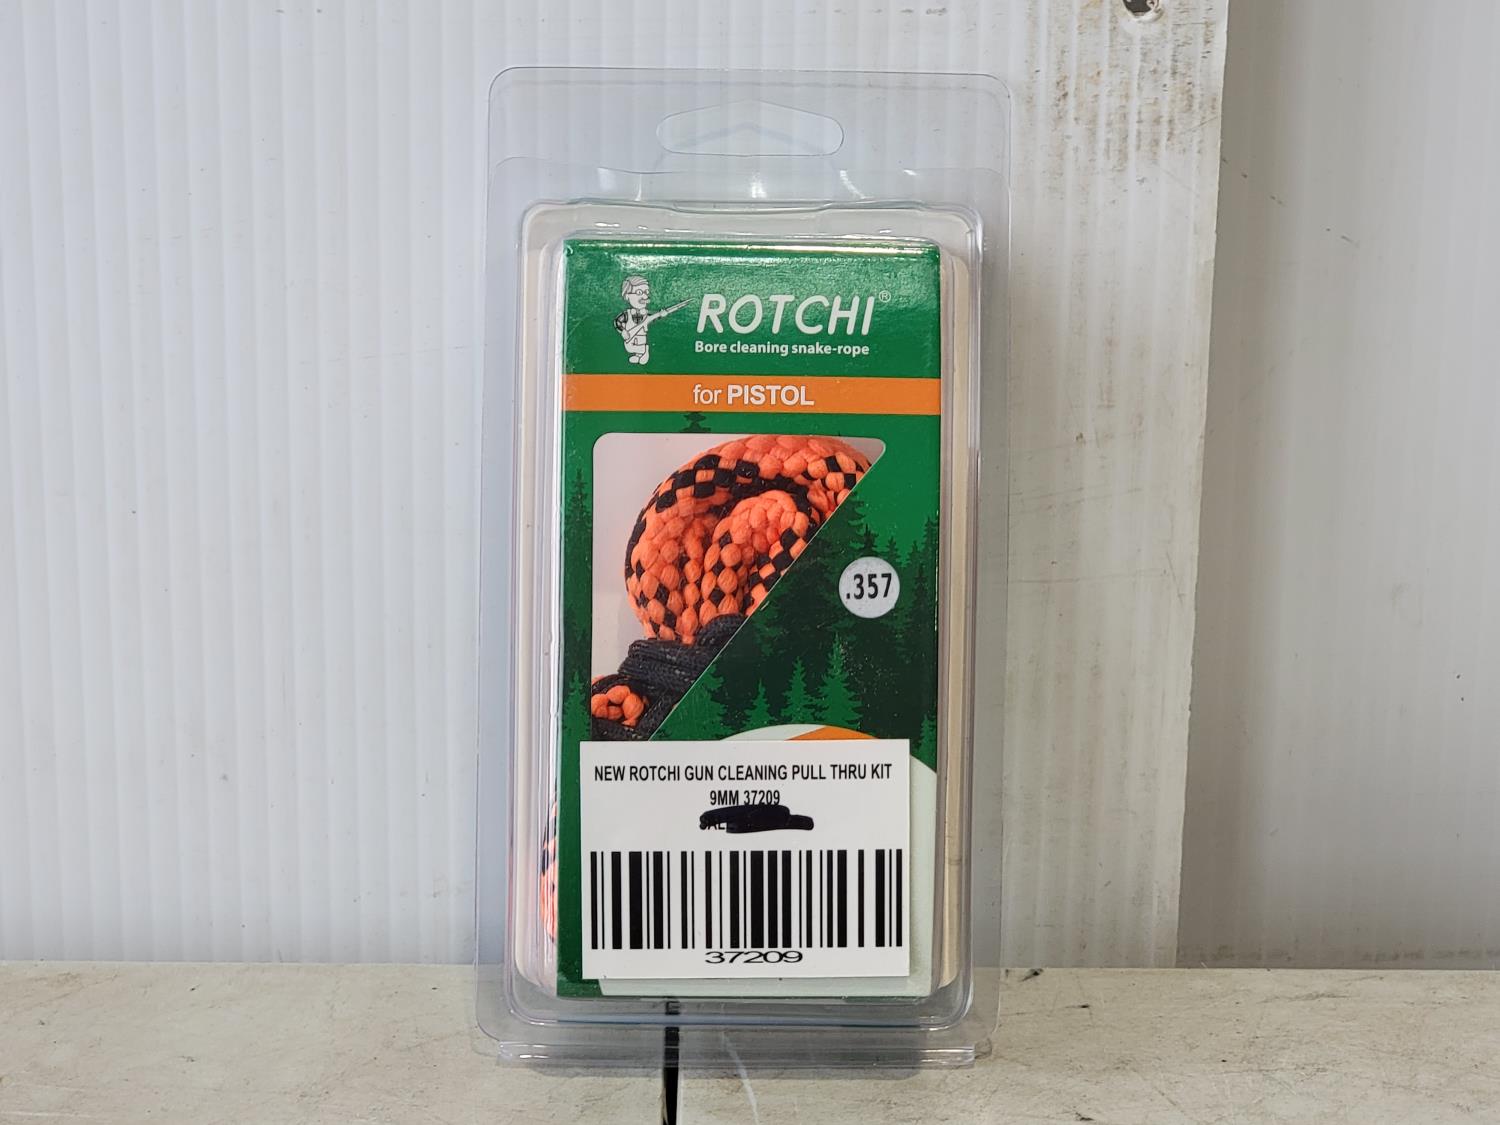 ROTCHI®
Bore cleaning snake-rope
for PISTOL
.357
NEW ROTCHI GUN CLEANING PULL THRU KIT
9MM 37209
37209